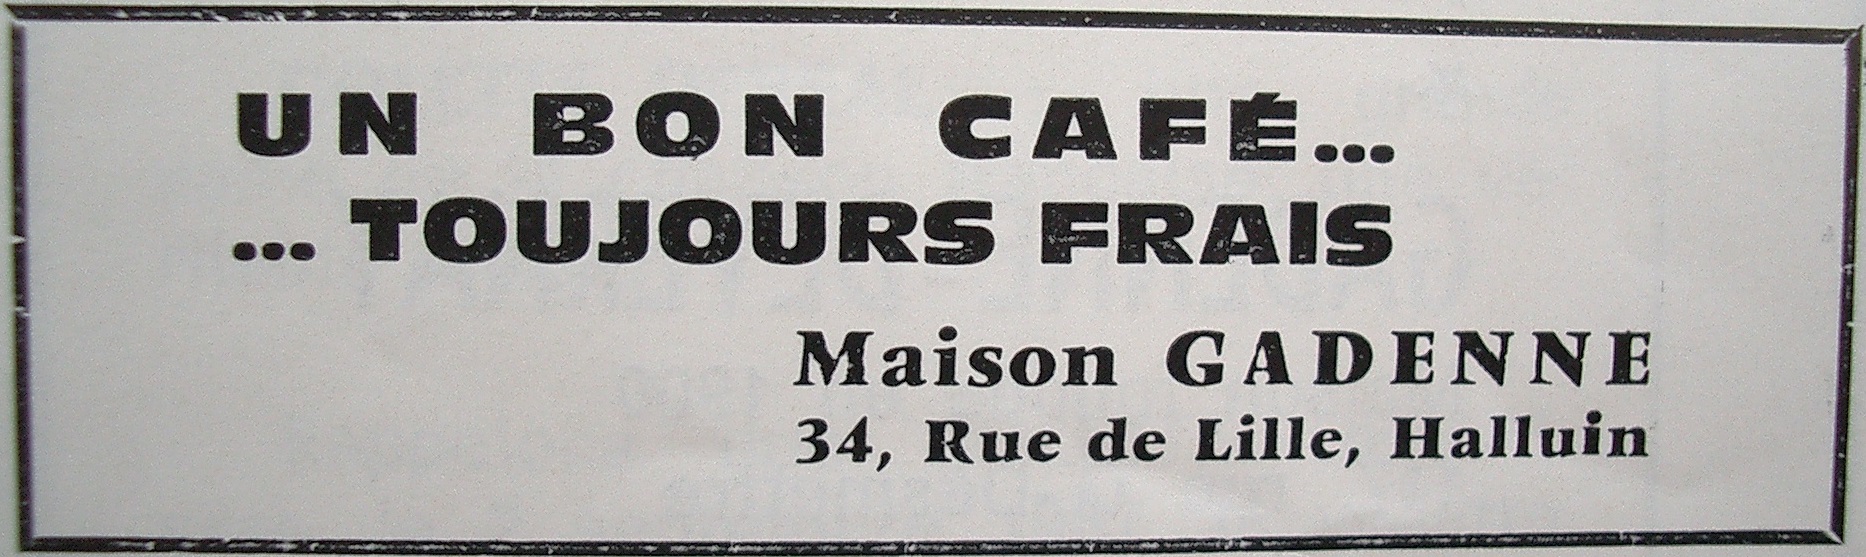 UN BON CAFÉ...
... TOUJOURS FRAIS
Maison GADENNE
34, Rue de Lille, Halluin